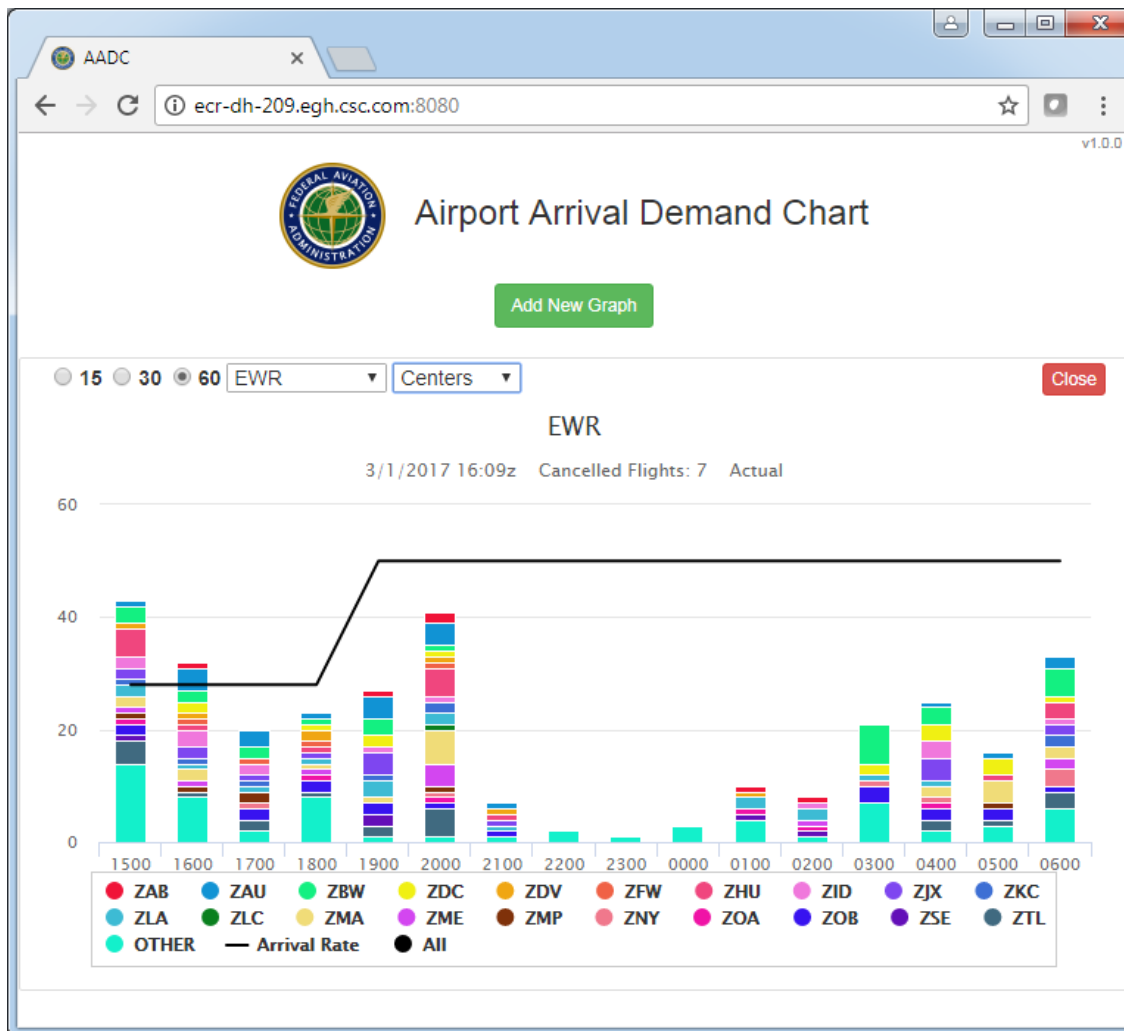 AADC
ecr-dh-209.egh.csc.com:8080
v1.0.0
FEDERAL AVIATION ADMINISTRATION
Airport Arrival Demand Chart
Add New Graph
15 30 60 EWR Centers Close
EWR
3/1/2017 16:09z Cancelled Flights: 7 Actual
60
40
20
0
1500 1600 1700 1800 1900 2000 2100 2200 2300 0000 0100 0200 0300 0400 0500 0600
ZAB ZAU ZBW ZDC ZDV ZFW ZHU ZID ZJX ZKC
ZLA ZLC ZMA ZME ZMP ZNY ZOA ZOB ZSE ZTL
OTHER Arrival Rate All